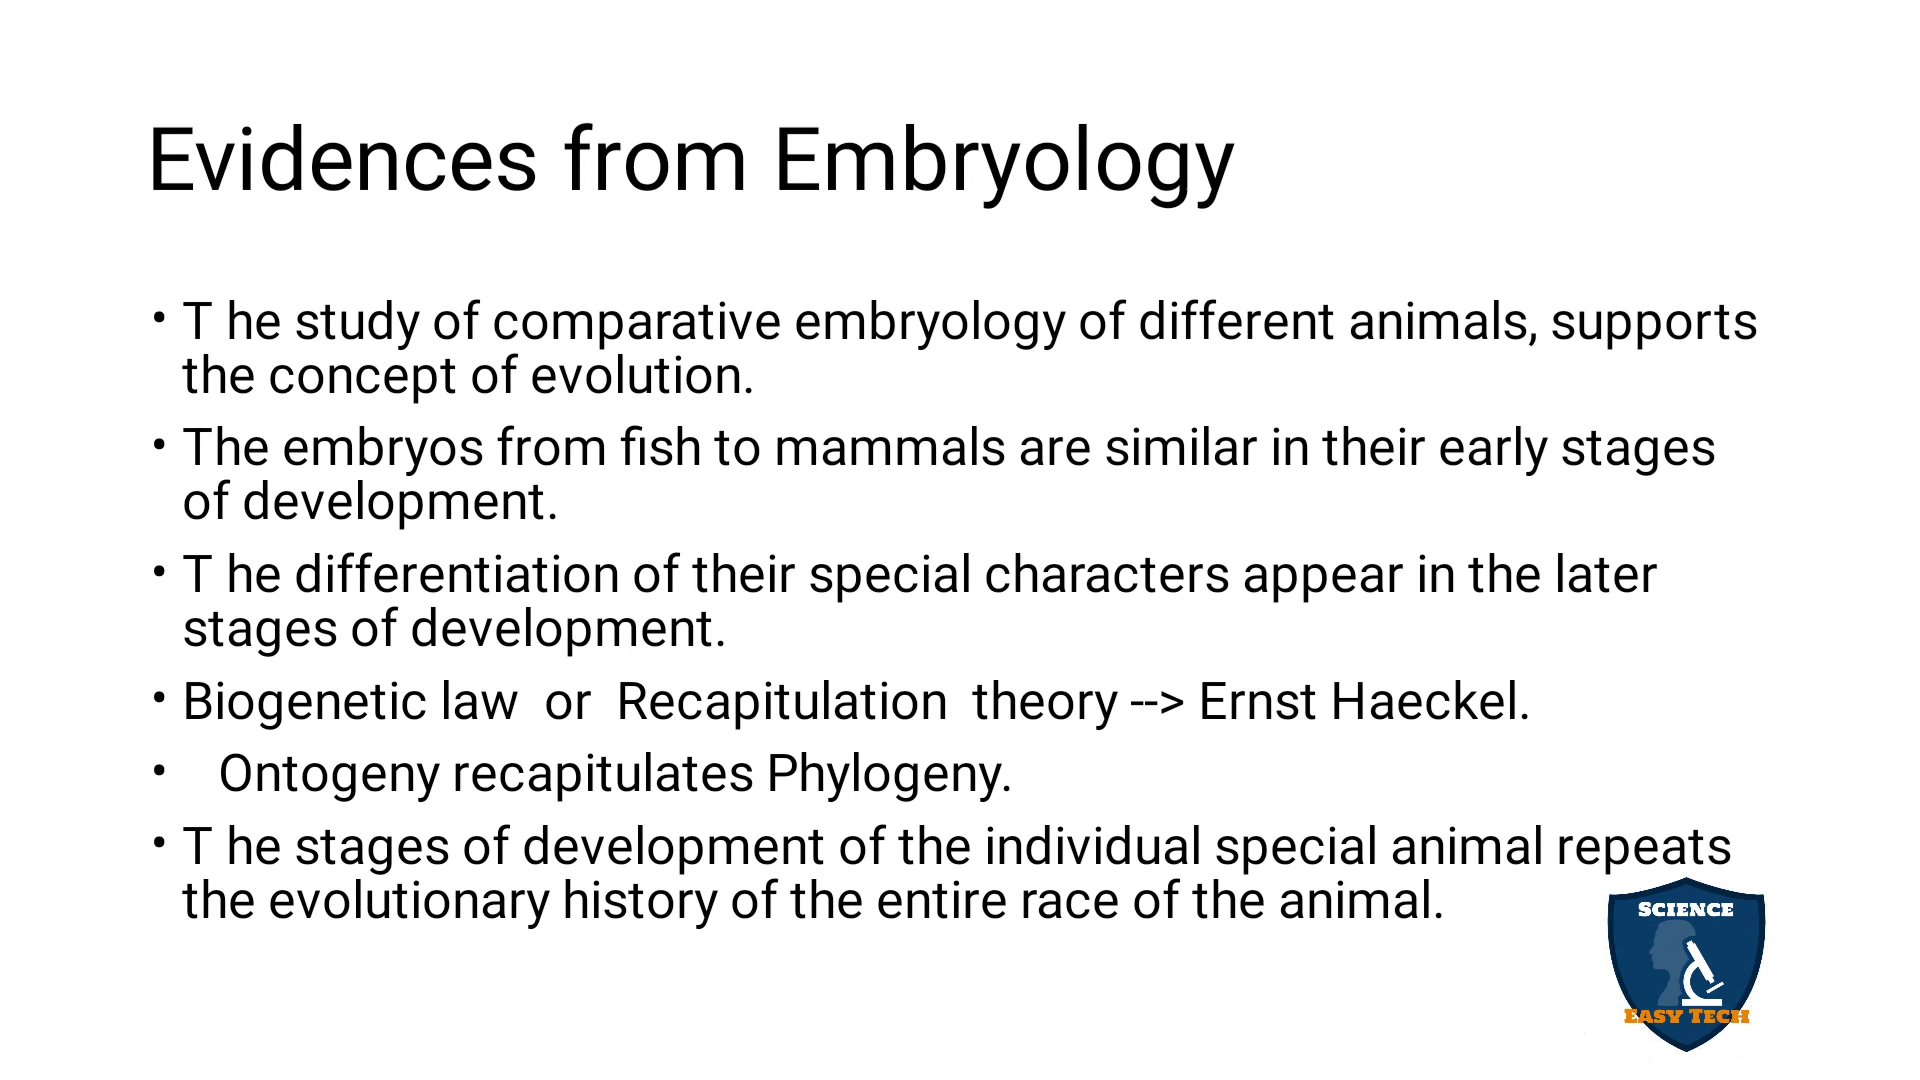 Evidences from Embryology
• T he study of comparative embryology of different animals, supports
the concept of evolution.
• The embryos from fish to mammals are similar in their early stages
of development.
• T he differentiation of their special characters appear in the later
stages of development.
• Biogenetic law  or  Recapitulation  theory --> Ernst Haeckel.
•   Ontogeny recapitulates Phylogeny.
• T he stages of development of the individual special animal repeats
the evolutionary history of the entire race of the animal.
SCIENCE
EASY TECH